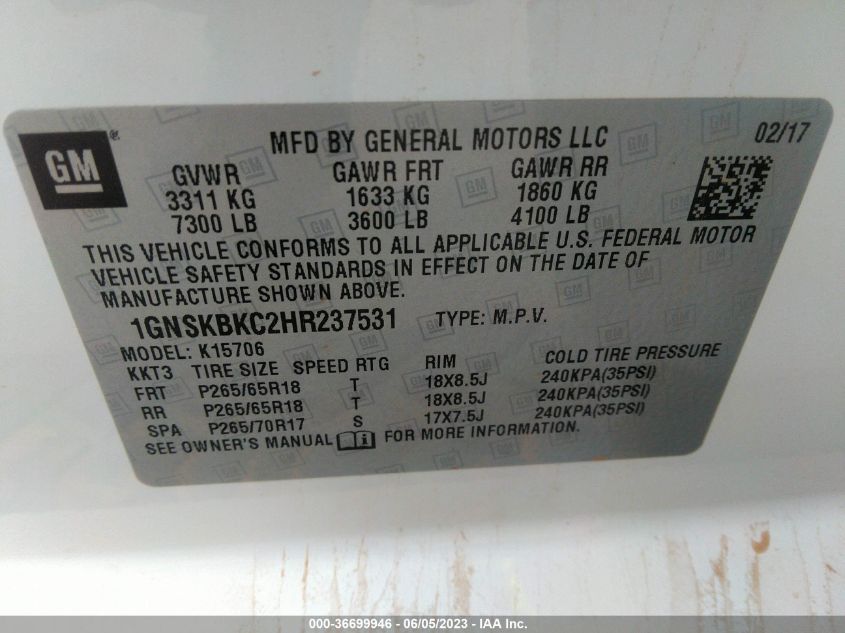 GM®
MFD BY GENERAL MOTORS LLC 02/17
GVWR GAWR FRT GAWR RR
3311 KG 1633 KG 1860 KG
7300 LB 3600 LB 4100 LB
THIS VEHICLE CONFORMS TO ALL APPLICABLE U.S. FEDERAL MOTOR
VEHICLE SAFETY STANDARDS IN EFFECT ON THE DATE OF
MANUFACTURE SHOWN ABOVE.
1GNSKBKC2HR237531 TYPE: M.P.V.
MODEL: K15706
KKT3 TIRE SIZE SPEED RTG RIM COLD TIRE PRESSURE
FRT P265/65R18 T 18X8.5J 240KPA(35PSI)
RR P265/65R18 T 18X8.5J 240KPA(35PSI)
SPA P265/70R17 S 17X7.5J 240KPA(35PSI)
SEE OWNER'S MANUAL FOR MORE INFORMATION.
000-36699946 - 06/05/2023 - IAA Inc.